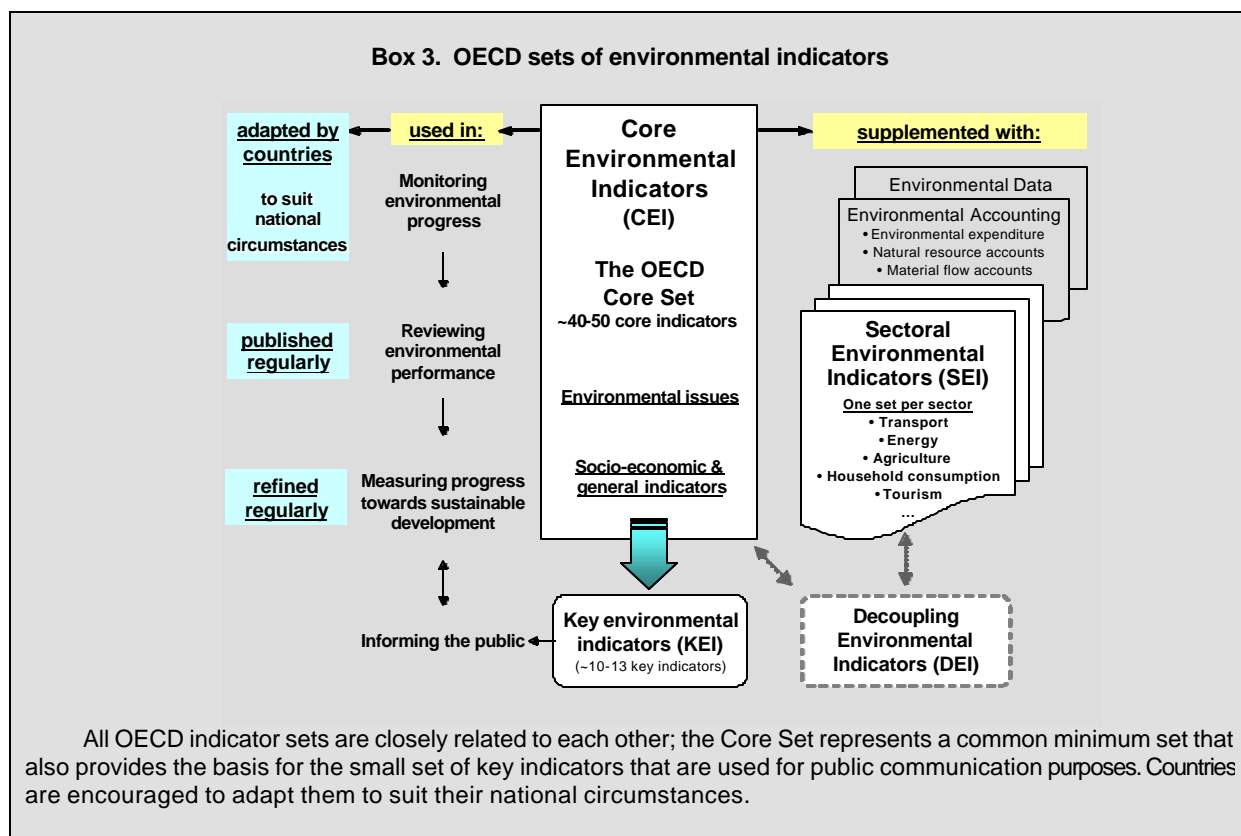 Box 3. OECD sets of environmental indicators
adapted by
countries
to suit
national
circumstances
published
regularly
refined
regularly
used in:
Monitoring
environmental
progress
Reviewing
environmental
performance
Measuring progress
towards sustainable
development
Informing the public
Core
Environmental
Indicators
(CEI)
The OECD
Core Set
~40-50 core indicators
Environmental issues
Socio-economic &
general indicators
Key environmental
indicators (KEI)
(~10-13 key indicators)
supplemented with:
Environmental Data
Environmental Accounting
• Environmental expenditure
• Natural resource accounts
• Material flow accounts
Sectoral
Environmental
Indicators (SEI)
One set per sector
• Transport
• Energy
• Agriculture
• Household consumption
• Tourism
...
Decoupling
Environmental
Indicators (DEI)
All OECD indicator sets are closely related to each other; the Core Set represents a common minimum set that
also provides the basis for the small set of key indicators that are used for public communication purposes. Countries
are encouraged to adapt them to suit their national circumstances.